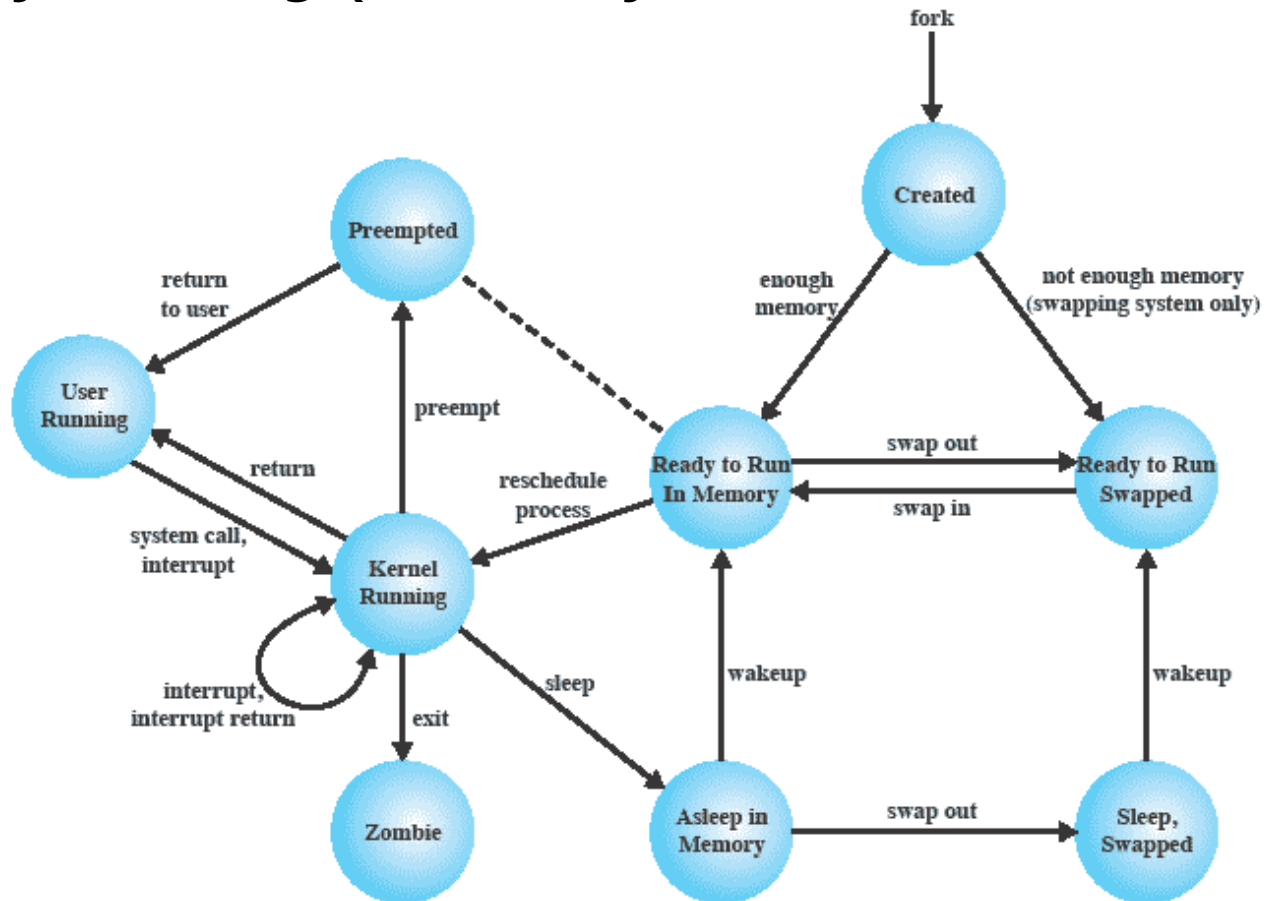 fork
Created
Preempted
return
to user
enough
memory
not enough memory
(swapping system only)
User
Running
preempt
return
Ready to Run
In Memory
swap out
swap in
Ready to Run
Swapped
reschedule
process
system call,
interrupt
Kernel
Running
interrupt,
interrupt return
sleep
wakeup
wakeup
exit
Zombie
Asleep in
Memory
swap out
Sleep,
Swapped